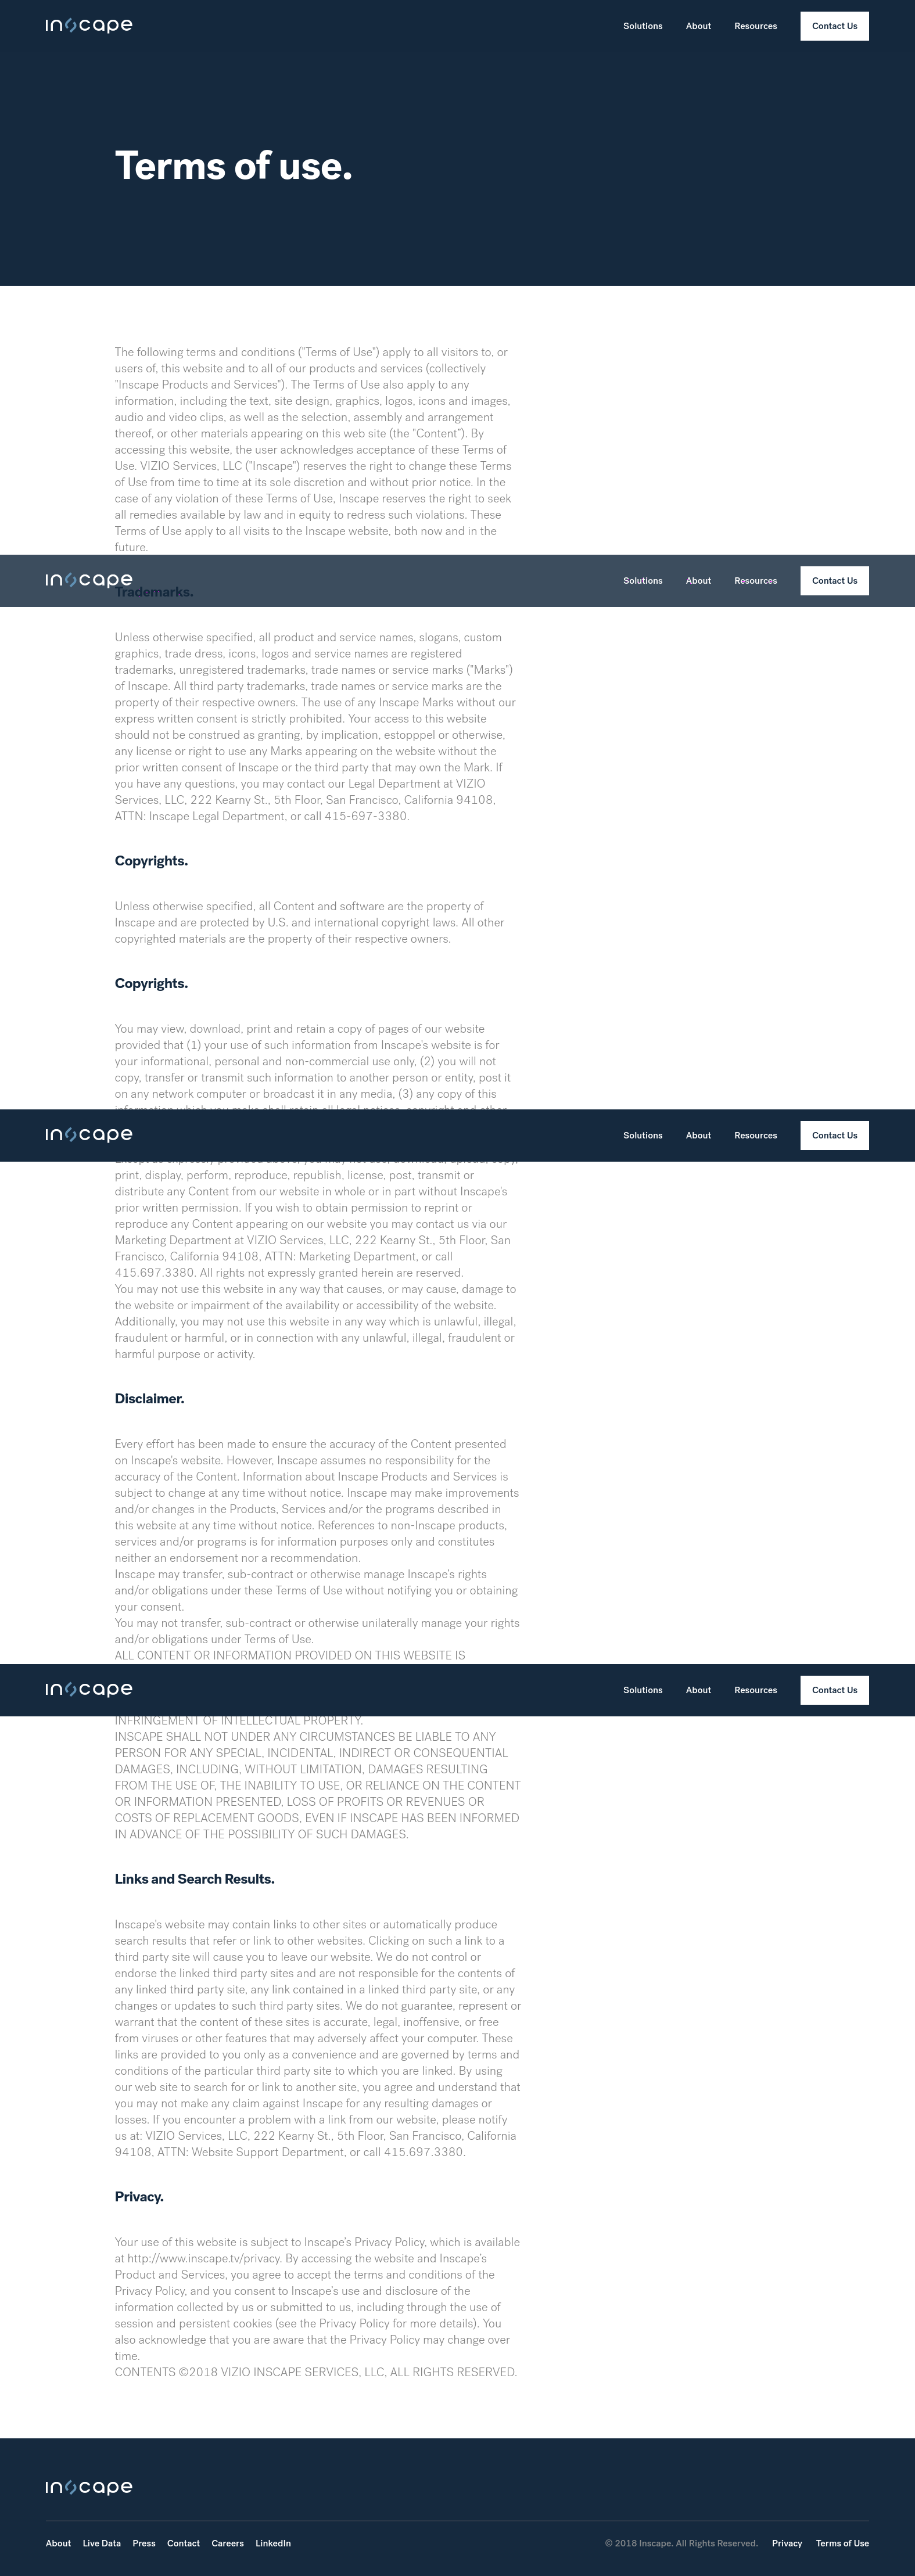 inscape
Solutions About Resources Contact Us
Terms of use.
The following terms and conditions ("Terms of Use") apply to all visitors to, or
users of, this website and to all of our products and services (collectively
"Inscape Products and Services"). The Terms of Use also apply to any
information, including the text, site design, graphics, logos, icons and images,
audio and video clips, as well as the selection, assembly and arrangement
thereof, or other materials appearing on this web site (the "Content"). By
accessing this website, the user acknowledges acceptance of these Terms of
Use. VIZIO Services, LLC ("Inscape") reserves the right to change these Terms
of Use from time to time at its sole discretion and without prior notice. In the
case of any violation of these Terms of Use, Inscape reserves the right to seek
all remedies available by law and in equity to redress such violations. These
Terms of Use apply to all visits to the Inscape website, both now and in the
future.
inscape
Solutions About Resources Contact Us
Trademarks.
Unless otherwise specified, all product and service names, slogans, custom
graphics, trade dress, icons, logos and service names are registered
trademarks, unregistered trademarks, trade names or service marks ("Marks")
of Inscape. All third party trademarks, trade names or service marks are the
property of their respective owners. The use of any Inscape Marks without our
express written consent is strictly prohibited. Your access to this website
should not be construed as granting, by implication, estopppel or otherwise,
any license or right to use any Marks appearing on the website without the
prior written consent of Inscape or the third party that may own the Mark. If
you have any questions, you may contact our Legal Department at VIZIO
Services, LLC, 222 Kearny St., 5th Floor, San Francisco, California 94108,
ATTN: Inscape Legal Department, or call 415-697-3380.
Copyrights.
Unless otherwise specified, all Content and software are the property of
Inscape and are protected by U.S. and international copyright laws. All other
copyrighted materials are the property of their respective owners.
Copyrights.
You may view, download, print and retain a copy of pages of our website
provided that (1) your use of such information from Inscape's website is for
your informational, personal and non-commercial use only, (2) you will not
copy, transfer or transmit such information to another person or entity, post it
on any network computer or broadcast it in any media, (3) any copy of this
information which you make shall retain all legal notices, copyright and other
inscape
Solutions About Resources Contact Us
Except as expressly provided above, you may not use, download, upload, copy,
print, display, perform, reproduce, republish, license, post, transmit or
distribute any Content from our website in whole or in part without Inscape's
prior written permission. If you wish to obtain permission to reprint or
reproduce any Content appearing on our website you may contact us via our
Marketing Department at VIZIO Services, LLC, 222 Kearny St., 5th Floor, San
Francisco, California 94108, ATTN: Marketing Department, or call
415.697.3380. All rights not expressly granted herein are reserved.
You may not use this website in any way that causes, or may cause, damage to
the website or impairment of the availability or accessibility of the website.
Additionally, you may not use this website in any way which is unlawful, illegal,
fraudulent or harmful, or in connection with any unlawful, illegal, fraudulent or
harmful purpose or activity.
Disclaimer.
Every effort has been made to ensure the accuracy of the Content presented
on Inscape's website. However, Inscape assumes no responsibility for the
accuracy of the Content. Information about Inscape Products and Services is
subject to change at any time without notice. Inscape may make improvements
and/or changes in the Products, Services and/or the programs described in
this website at any time without notice. References to non-Inscape products,
services and/or programs is for information purposes only and constitutes
neither an endorsement nor a recommendation.
Inscape may transfer, sub-contract or otherwise manage Inscape's rights
and/or obligations under these Terms of Use without notifying you or obtaining
your consent.
You may not transfer, sub-contract or otherwise unilaterally manage your rights
and/or obligations under Terms of Use.
ALL CONTENT OR INFORMATION PROVIDED ON THIS WEBSITE IS
inscape
Solutions About Resources Contact Us
INFRINGEMENT OF INTELLECTUAL PROPERTY.
INSCAPE SHALL NOT UNDER ANY CIRCUMSTANCES BE LIABLE TO ANY
PERSON FOR ANY SPECIAL, INCIDENTAL, INDIRECT OR CONSEQUENTIAL
DAMAGES, INCLUDING, WITHOUT LIMITATION, DAMAGES RESULTING
FROM THE USE OF, THE INABILITY TO USE, OR RELIANCE ON THE CONTENT
OR INFORMATION PRESENTED, LOSS OF PROFITS OR REVENUES OR
COSTS OF REPLACEMENT GOODS, EVEN IF INSCAPE HAS BEEN INFORMED
IN ADVANCE OF THE POSSIBILITY OF SUCH DAMAGES.
Links and Search Results.
Inscape's website may contain links to other sites or automatically produce
search results that refer or link to other websites. Clicking on such a link to a
third party site will cause you to leave our website. We do not control or
endorse the linked third party sites and are not responsible for the contents of
any linked third party site, any link contained in a linked third party site, or any
changes or updates to such third party sites. We do not guarantee, represent or
warrant that the content of these sites is accurate, legal, inoffensive, or free
from viruses or other features that may adversely affect your computer. These
links are provided to you only as a convenience and are governed by terms and
conditions of the particular third party site to which you are linked. By using
our web site to search for or link to another site, you agree and understand that
you may not make any claim against Inscape for any resulting damages or
losses. If you encounter a problem with a link from our website, please notify
us at: VIZIO Services, LLC, 222 Kearny St., 5th Floor, San Francisco, California
94108, ATTN: Website Support Department, or call 415.697.3380.
Privacy.
Your use of this website is subject to Inscape's Privacy Policy, which is available
at http://www.inscape.tv/privacy. By accessing the website and Inscape's
Product and Services, you agree to accept the terms and conditions of the
Privacy Policy, and you consent to Inscape's use and disclosure of the
information collected by us or submitted to us, including through the use of
session and persistent cookies (see the Privacy Policy for more details). You
also acknowledge that you are aware that the Privacy Policy may change over
time.
CONTENTS ©2018 VIZIO INSCAPE SERVICES, LLC, ALL RIGHTS RESERVED.
inscape
About Live Data Press Contact Careers LinkedIn
© 2018 Inscape. All Rights Reserved. Privacy Terms of Use